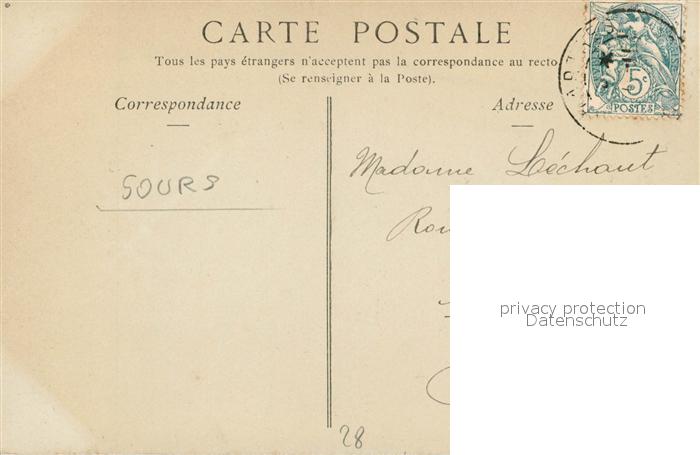 CARTE POSTALE
Tous les pays étrangers n'acceptent pas la correspondance au recto
(Se renseigner à la Poste).
Correspondance
Adresse
5c
POSTES
Madame Léchaut
SOURS
privacy protection
Datenschutz
28